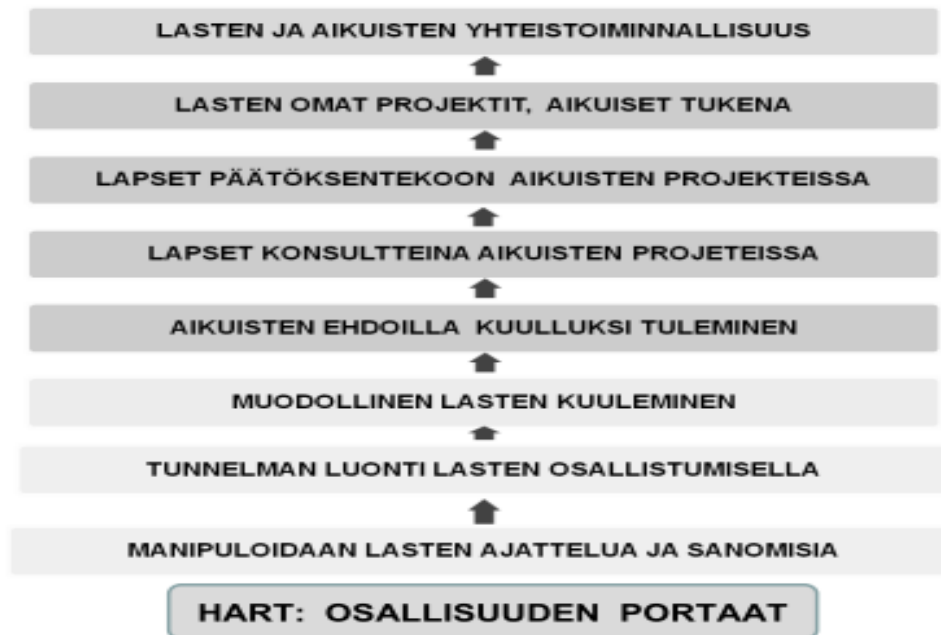 LASTEN JA AIKUISTEN YHTEISTOIMINNALLISUUS
LASTEN OMAT PROJEKTIT, AIKUISET TUKENA
LAPSET PÄÄTÖKSENTEKOON AIKUISTEN PROJEKTEISSA
LAPSET KONSULTTEINA AIKUISTEN PROJETEISSA
AIKUISTEN EHDOILLA KUULLUKSI TULEMINEN
MUODOLLINEN LASTEN KUULEMINEN
TUNNELMAN LUONTI LASTEN OSALLISTUMISELLA
MANIPULOIDAAN LASTEN AJATTELUA JA SANOMISIA
HART: OSALLISUUDEN PORTAAT